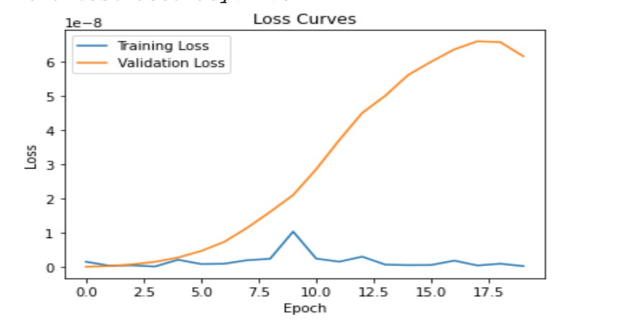 Loss Curves
1e−8
Training Loss
Validation Loss
6
5
4
3
2
1
0
Loss
0.0 2.5 5.0 7.5 10.0 12.5 15.0 17.5
Epoch